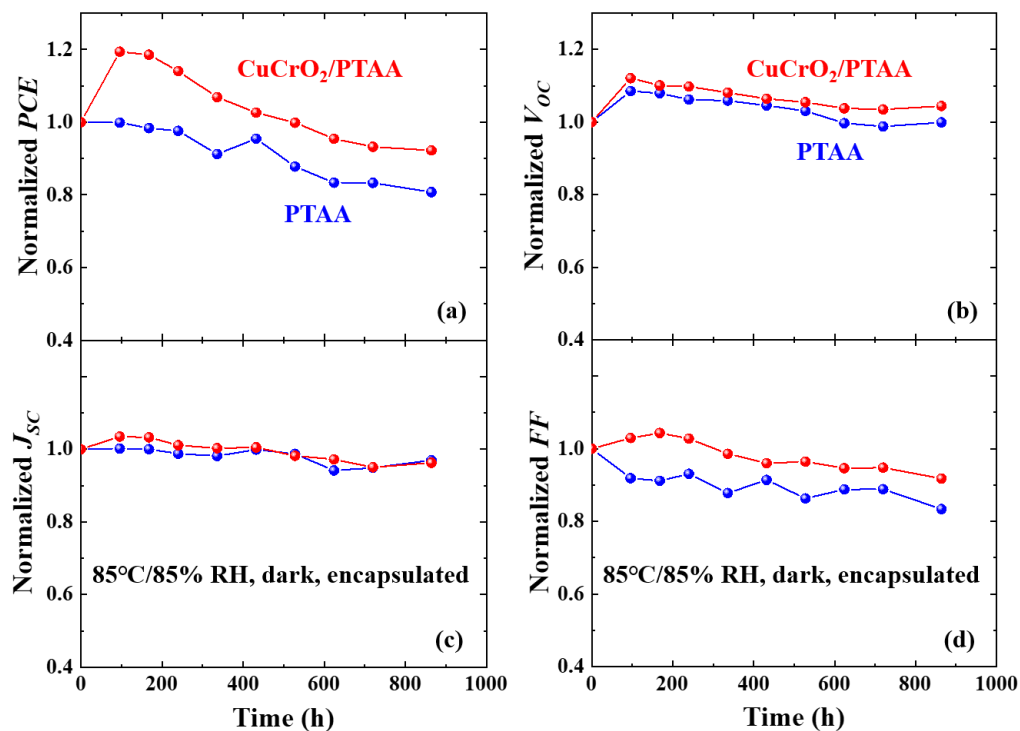 Normalized PCE
1.2
1.0
0.8
0.6
0.4
CuCrO₂/PTAA
PTAA
(a)
Normalized V_OC
1.2
1.0
0.8
0.6
0.4
CuCrO₂/PTAA
PTAA
(b)
Normalized J_SC
1.0
0.8
0.6
0.4
85°C/85% RH, dark, encapsulated
(c)
0 200 400 600 800 1000
Time (h)
Normalized FF
1.0
0.8
0.6
0.4
85°C/85% RH, dark, encapsulated
(d)
0 200 400 600 800 1000
Time (h)